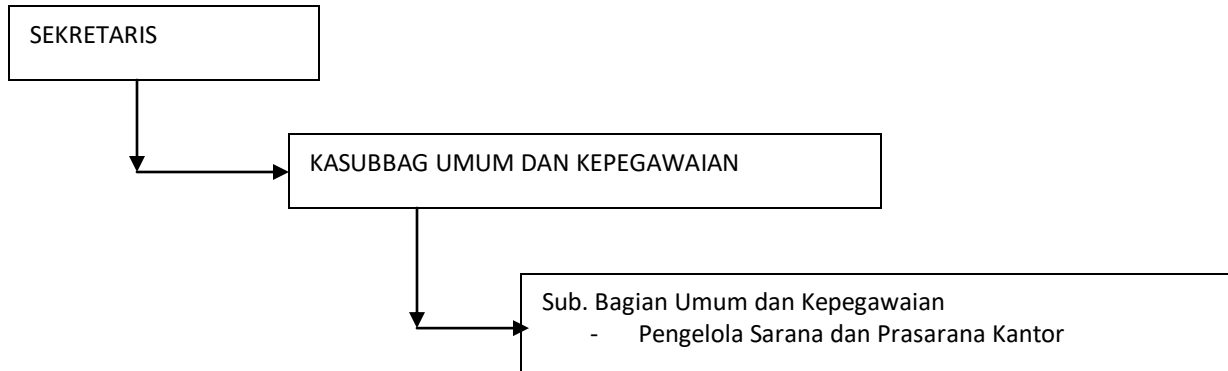 SEKRETARIS
KASUBBAG UMUM DAN KEPEGAWAIAN
Sub. Bagian Umum dan Kepegawaian
- Pengelola Sarana dan Prasarana Kantor